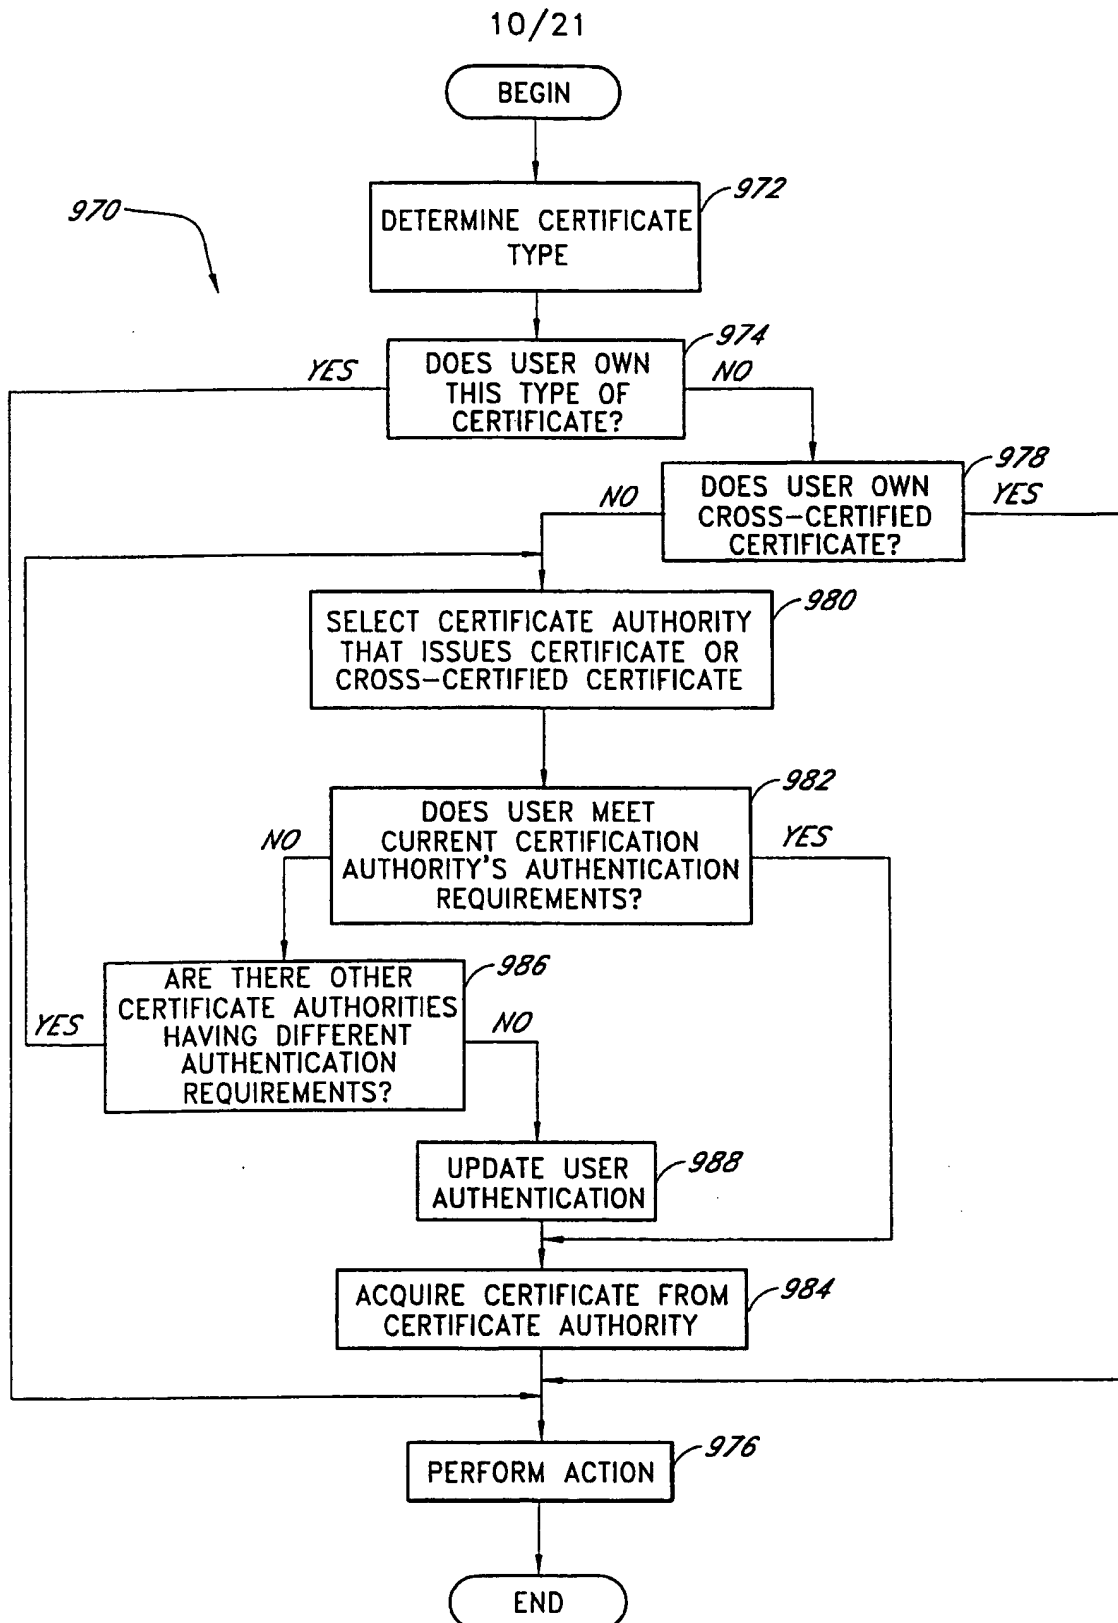 10/21
BEGIN
972
DETERMINE CERTIFICATE
TYPE
970
974
DOES USER OWN
THIS TYPE OF
CERTIFICATE?
YES
NO
978
DOES USER OWN
CROSS-CERTIFIED
CERTIFICATE?
NO
YES
980
SELECT CERTIFICATE AUTHORITY
THAT ISSUES CERTIFICATE OR
CROSS-CERTIFIED CERTIFICATE
982
DOES USER MEET
CURRENT CERTIFICATION
AUTHORITY'S AUTHENTICATION
REQUIREMENTS?
NO
YES
986
ARE THERE OTHER
CERTIFICATE AUTHORITIES
HAVING DIFFERENT
AUTHENTICATION
REQUIREMENTS?
YES
NO
988
UPDATE USER
AUTHENTICATION
984
ACQUIRE CERTIFICATE FROM
CERTIFICATE AUTHORITY
976
PERFORM ACTION
END